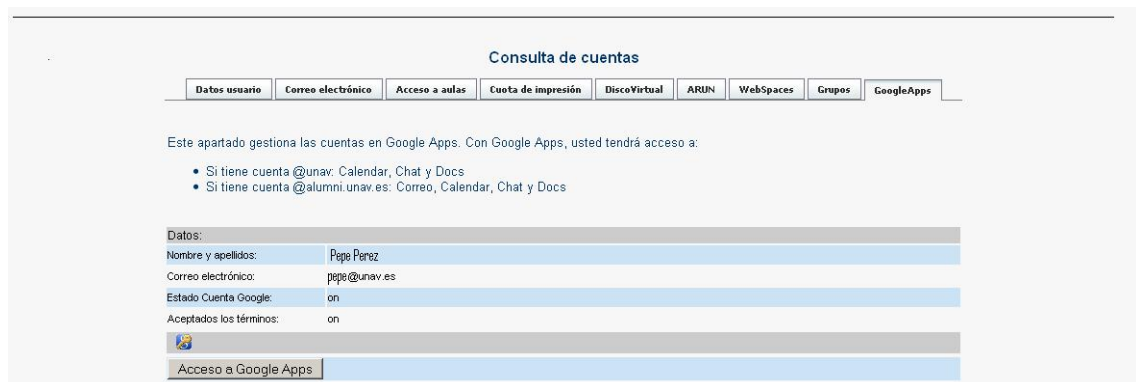 Consulta de cuentas
Datos usuario Correo electrónico Acceso a aulas Cuota de impresión DiscoVirtual ARUN WebSpaces Grupos GoogleApps
Este apartado gestiona las cuentas en Google Apps. Con Google Apps, usted tendrá acceso a:
• Si tiene cuenta @unav: Calendar, Chat y Docs
• Si tiene cuenta @alumni.unav.es: Correo, Calendar, Chat y Docs
Datos:
Nombre y apellidos: Pepe Perez
Correo electrónico: pepe@unav.es
Estado Cuenta Google: on
Aceptados los términos: on
Acceso a Google Apps